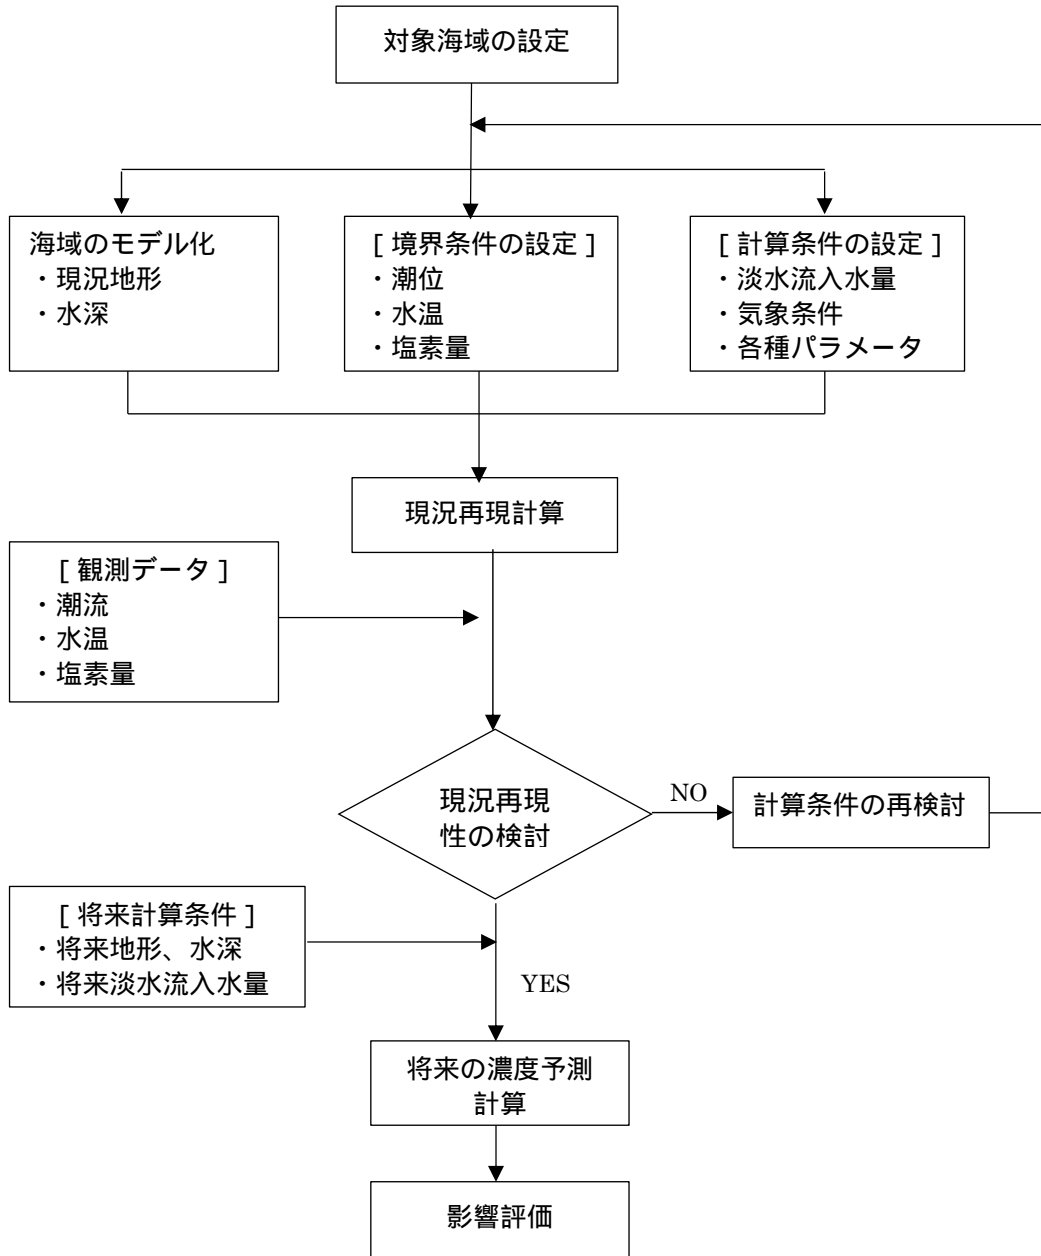 対象海域の設定
海域のモデル化
・現況地形
・水深
[ 境界条件の設定 ]
・潮位
・水温
・塩素量
[ 計算条件の設定 ]
・淡水流入水量
・気象条件
・各種パラメータ
現況再現計算
[ 観測データ ]
・潮流
・水温
・塩素量
現況再現
性の検討
NO
計算条件の再検討
[ 将来計算条件 ]
・将来地形、水深
・将来淡水流入水量
YES
将来の濃度予測
計算
影響評価